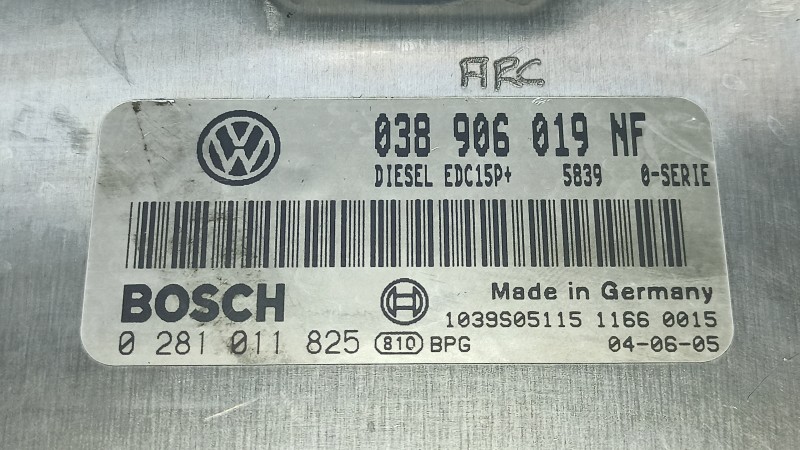 ARC
038 906 019 NF
DIESEL EDC15P+ 5839 0-SERIE
BOSCH Made in Germany
1039S05115 1166 0015
0 281 011 825 810 BPG 04-06-05